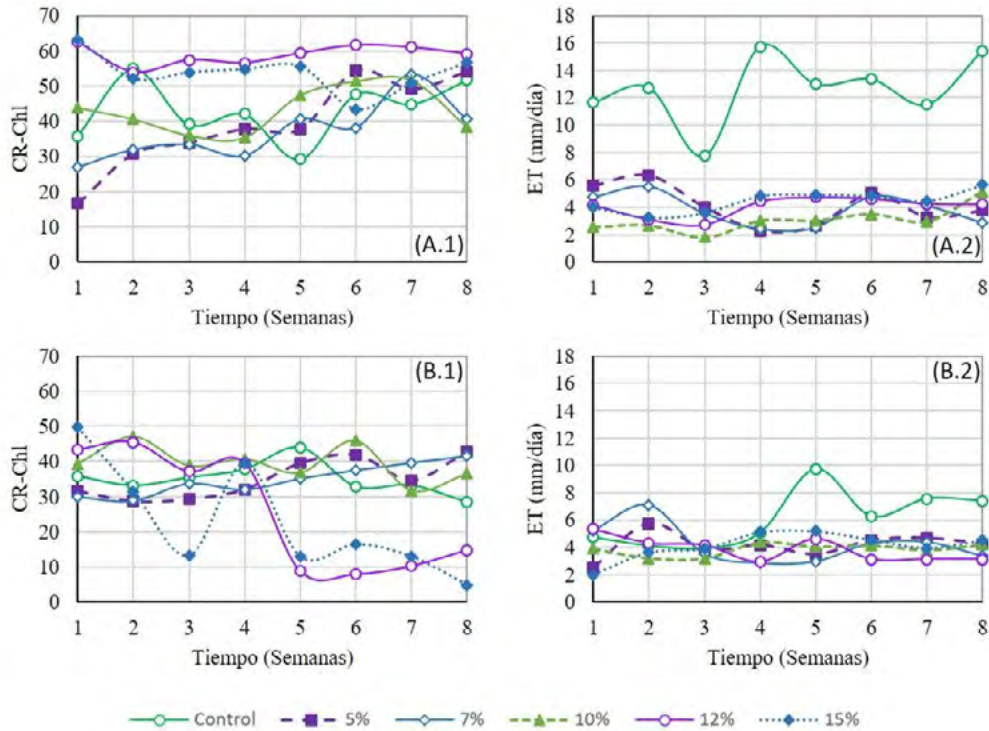 70
60
50
40
30
20
10
0
CR-Chl
1 2 3 4 5 6 7 8
Tiempo (Semanas)
(A.1)
18
16
14
12
10
8
6
4
2
0
ET (mm/día)
1 2 3 4 5 6 7 8
Tiempo (Semanas)
(A.2)
70
60
50
40
30
20
10
0
CR-Chl
1 2 3 4 5 6 7 8
Tiempo (Semanas)
(B.1)
18
16
14
12
10
8
6
4
2
0
ET (mm/día)
1 2 3 4 5 6 7 8
Tiempo (Semanas)
(B.2)
Control 5% 7% 10% 12% 15%